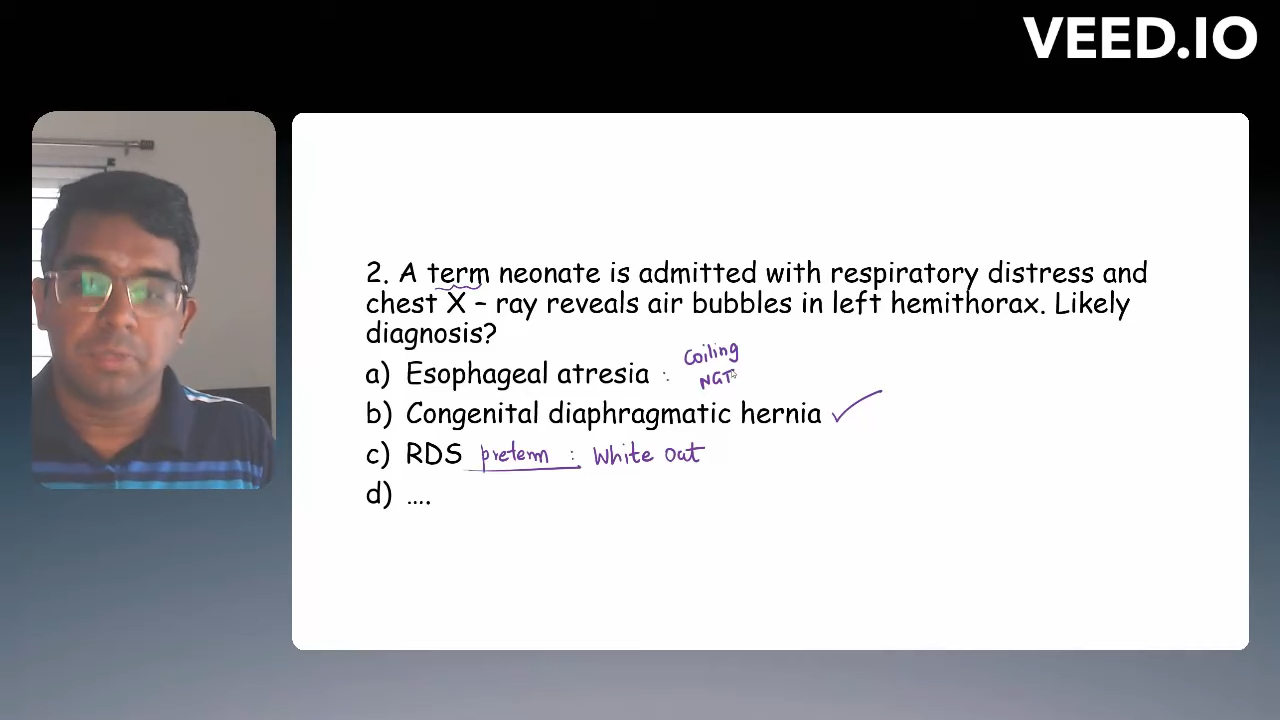 VEED.IO
2. A term neonate is admitted with respiratory distress and
chest X – ray reveals air bubbles in left hemithorax. Likely
diagnosis?
a) Esophageal atresia : Coiling
NGT
b) Congenital diaphragmatic hernia
c) RDS preterm : White out
d) ....